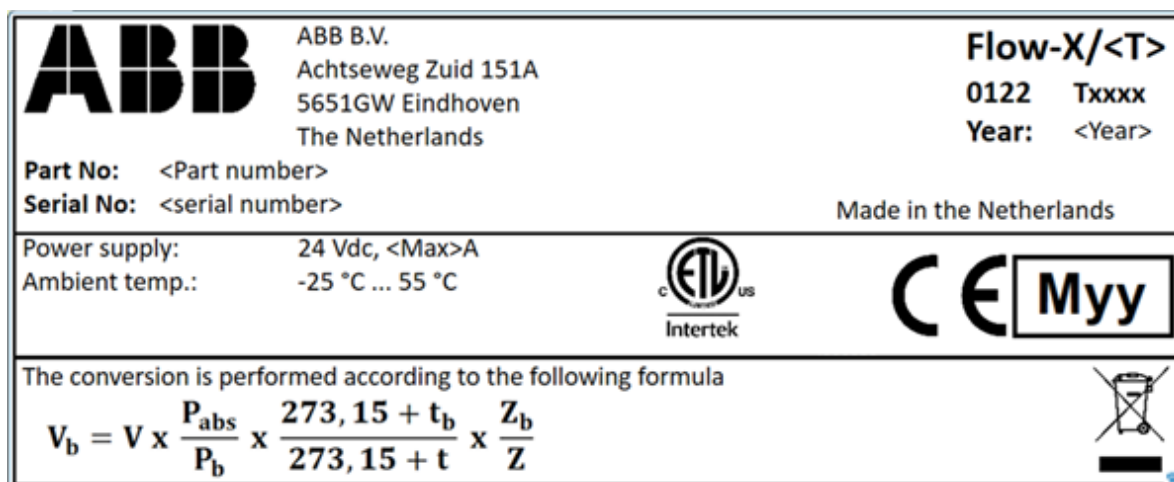 ABB
ABB B.V.
Achtseweg Zuid 151A
5651GW Eindhoven
The Netherlands
Flow-X/<T>
0122 Txxxx
Year: <Year>
Part No: <Part number>
Serial No: <serial number>
Made in the Netherlands
Power supply: 24 Vdc, <Max>A
Ambient temp.: -25 °C ... 55 °C
C ETL US
Intertek
CE Myy
The conversion is performed according to the following formula
V_b = V x P_abs/P_b x (273,15 + t_b)/(273,15 + t) x Z_b/Z